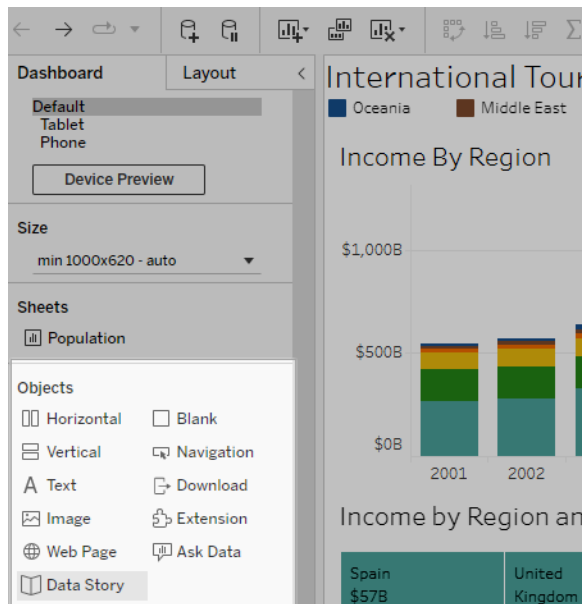 Dashboard
Layout
Default
Tablet
Phone
Device Preview
Size
min 1000x620 - auto
Sheets
Population
Objects
Horizontal
Blank
Vertical
Navigation
Text
Download
Image
Extension
Web Page
Ask Data
Data Story
International Tour
Oceania
Middle East
Income By Region
$1,000B
$500B
$0B
2001
2002
Income by Region an
Spain
$57B
United
Kingdom